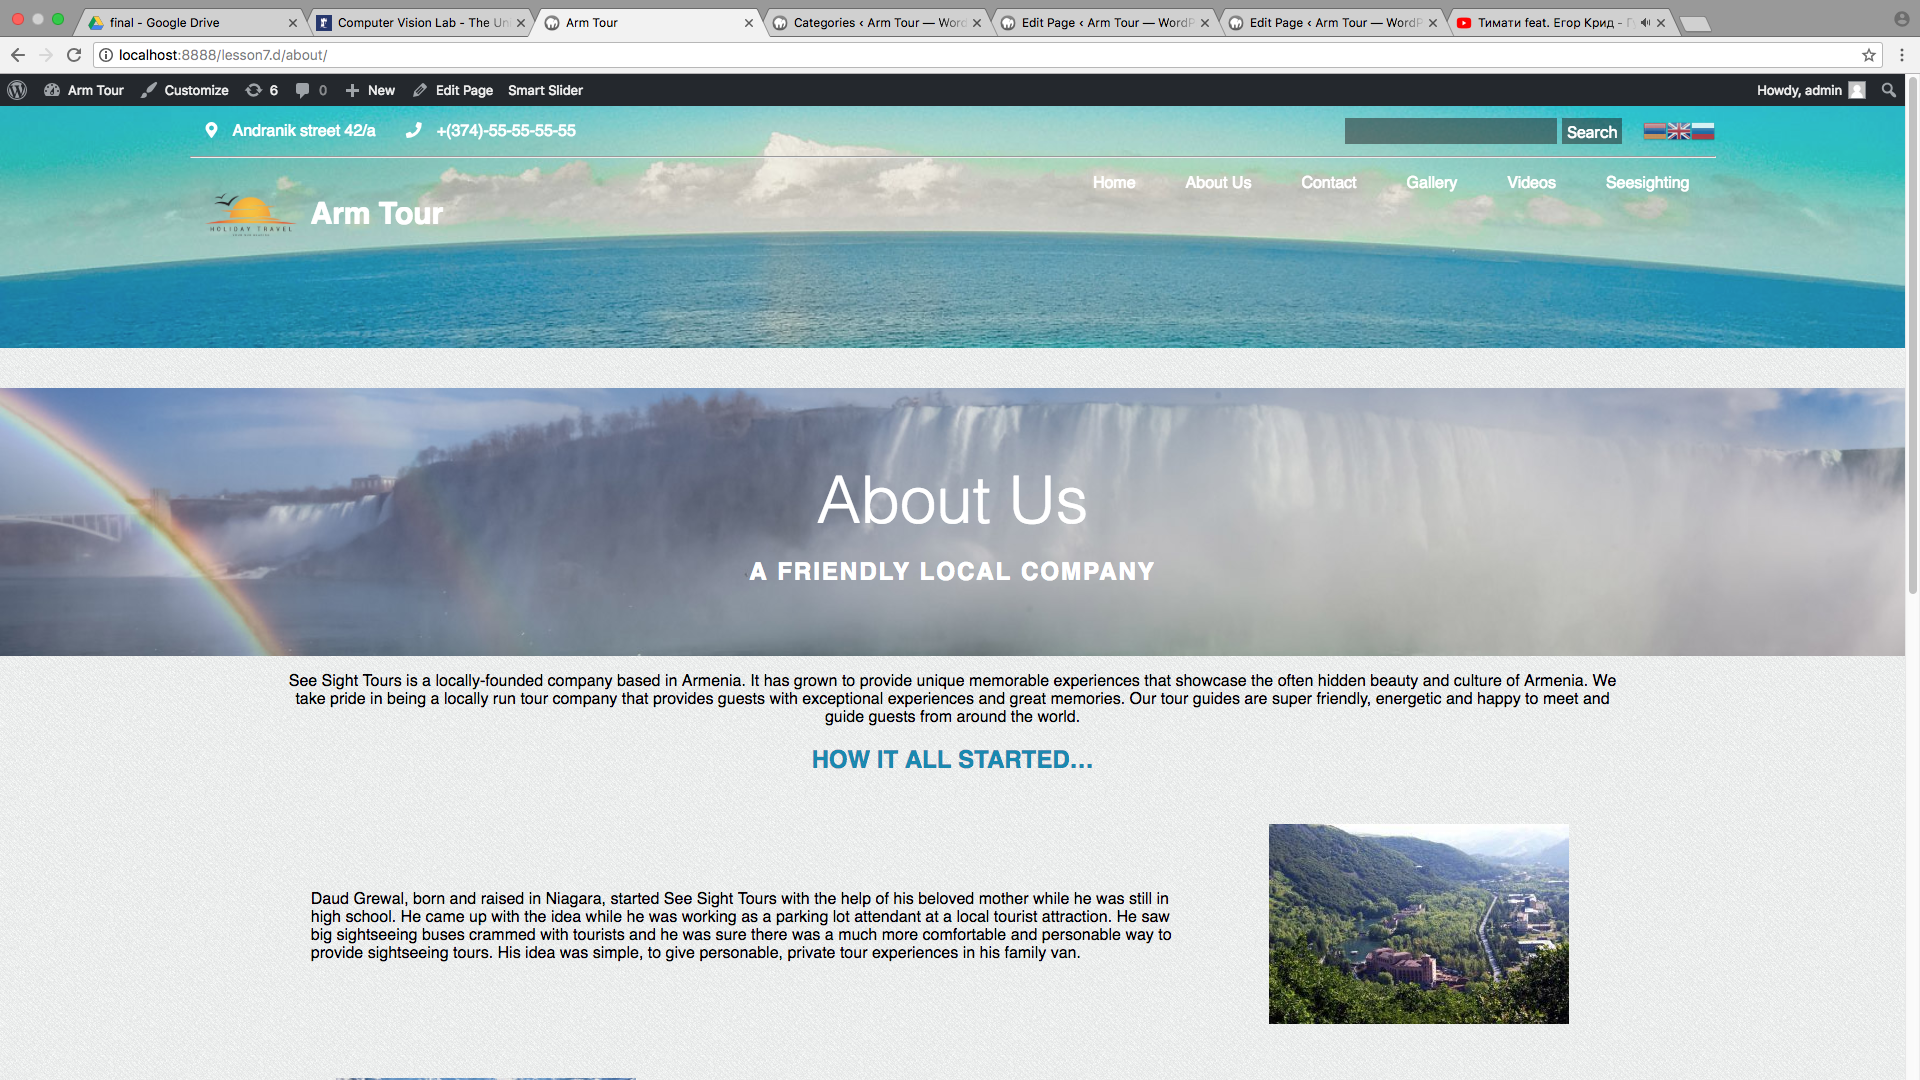 final - Google Drive
Computer Vision Lab - The Un
Arm Tour
Categories ‹ Arm Tour — Word
Edit Page ‹ Arm Tour — WordP
Edit Page ‹ Arm Tour — WordP
Тимати feat. Егор Крид -
localhost:8888/lesson7.d/about/
Arm Tour
Customize
6
0
New
Edit Page
Smart Slider
Howdy, admin
Andranik street 42/a
+(374)-55-55-55-55
Search
Home
About Us
Contact
Gallery
Videos
Seesighting
HOLIDAY TRAVEL
Arm Tour
About Us
A FRIENDLY LOCAL COMPANY
See Sight Tours is a locally-founded company based in Armenia. It has grown to provide unique memorable experiences that showcase the often hidden beauty and culture of Armenia. We
take pride in being a locally run tour company that provides guests with exceptional experiences and great memories. Our tour guides are super friendly, energetic and happy to meet and
guide guests from around the world.
HOW IT ALL STARTED...
Daud Grewal, born and raised in Niagara, started See Sight Tours with the help of his beloved mother while he was still in
high school. He came up with the idea while he was working as a parking lot attendant at a local tourist attraction. He saw
big sightseeing buses crammed with tourists and he was sure there was a much more comfortable and personable way to
provide sightseeing tours. His idea was simple, to give personable, private tour experiences in his family van.